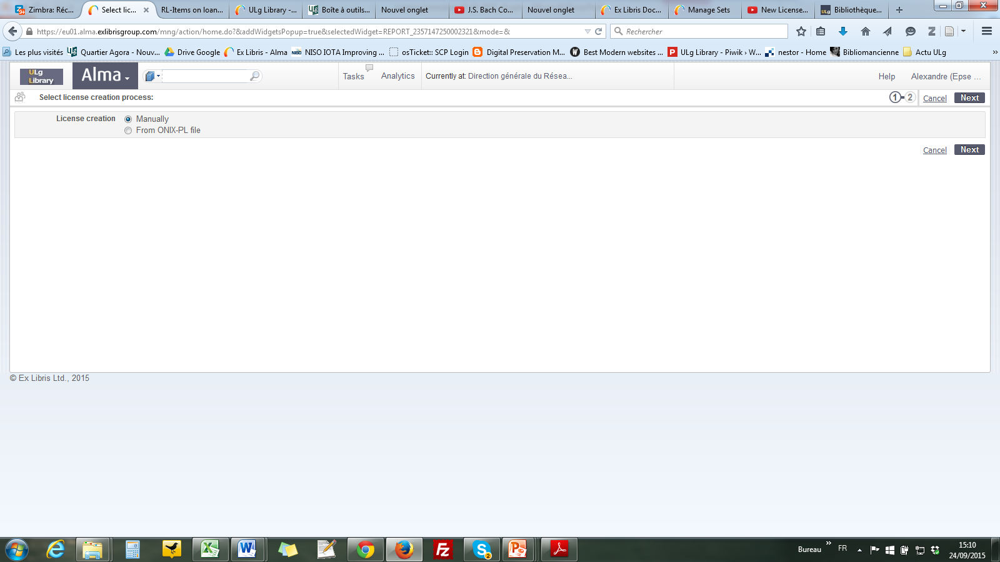 Zimbra: Réc...
Select lic...
RL-Items on loan...
ULg Library -...
Boîte à outils...
Nouvel onglet
J.S. Bach Co...
Nouvel onglet
Ex Libris Doc...
Manage Sets
New License...
Bibliothèque...
https://eu01.alma.exlibrisgroup.com/mng/action/home.do?&addWidgetsPopup=true&selectedWidget=REPORT_2357147250002321&mode=&
Rechercher
Les plus visités
Quartier Agora - Nouv...
Drive Google
Ex Libris - Alma
NISO IOTA Improving ...
osTicket:: SCP Login
Digital Preservation M...
Best Modern websites ...
ULg Library - Piwik › W...
nestor - Home
Bibliomancienne
Actu ULg
ULg
Library
Alma
Tasks
Analytics
Currently at: Direction générale du Résea...
Help
Alexandre (Epse ...
Select license creation process:
1
2
Cancel
Next
License creation
Manually
From ONIX-PL file
Cancel
Next
© Ex Libris Ltd., 2015
Bureau
FR
15:10
24/09/2015